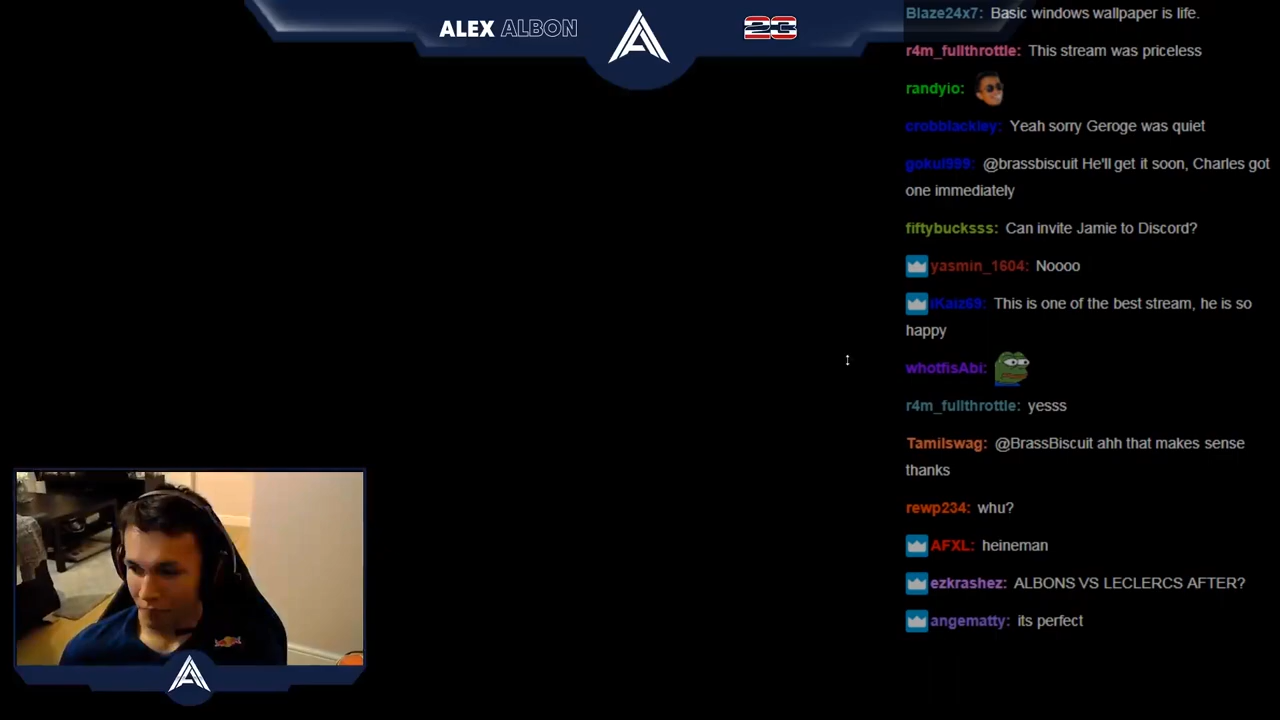 ALEX ALBON
23
Blaze24x7: Basic windows wallpaper is life.
r4m_fullthrottle: This stream was priceless
randyio:
crobblackley: Yeah sorry Geroge was quiet
gokul999: @brassbiscuit He'll get it soon, Charles got
one immediately
fiftybucksss: Can invite Jamie to Discord?
yasmin_1604: Noooo
iKaiz69: This is one of the best stream, he is so
happy
whotfisAbi:
r4m_fullthrottle: yesss
Tamilswag: @BrassBiscuit ahh that makes sense
thanks
rewp234: whu?
AFXL: heineman
ezkrashez: ALBONS VS LECLERCS AFTER?
angematty: its perfect